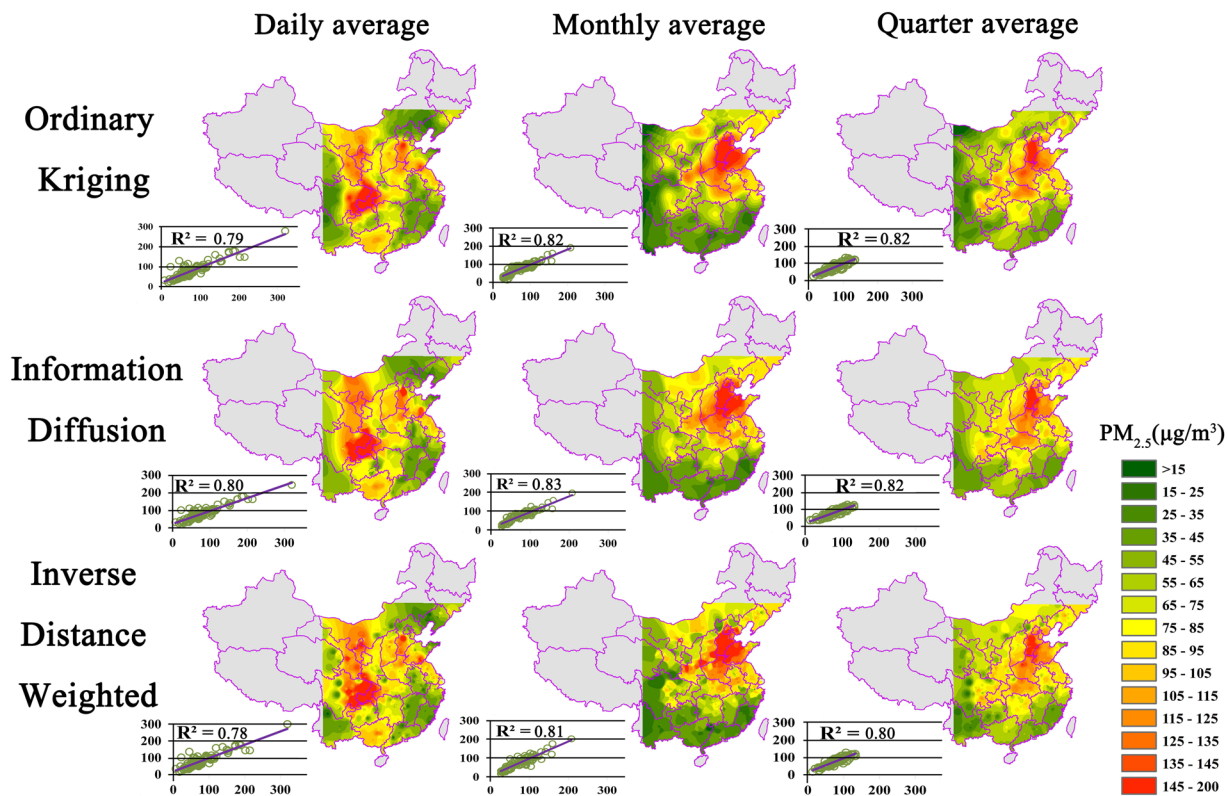 Daily average
Monthly average
Quarter average
Ordinary
Kriging
300
200
100
0
R² = 0.79
0 100 200 300
300
200
100
0
R² = 0.82
0 100 200 300
300
200
100
0
R² = 0.82
0 100 200 300
Information
Diffusion
300
200
100
0
R² = 0.80
0 100 200 300
300
200
100
0
R² = 0.83
0 100 200 300
300
200
100
0
R² = 0.82
0 100 200 300
Inverse
Distance
Weighted
300
200
100
0
R² = 0.78
0 100 200 300
300
200
100
0
R² = 0.81
0 100 200 300
300
200
100
0
R² = 0.80
0 100 200 300
PM2.5(μg/m³)
>15
15 - 25
25 - 35
35 - 45
45 - 55
55 - 65
65 - 75
75 - 85
85 - 95
95 - 105
105 - 115
115 - 125
125 - 135
135 - 145
145 - 200